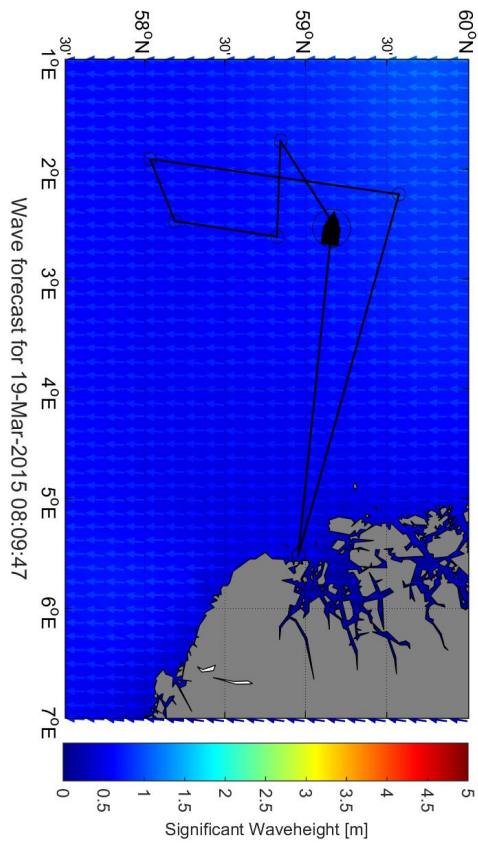 60°N
30'
59°N
30'
58°N
30'
1°E
2°E
3°E
4°E
5°E
6°E
7°E
Wave forecast for 19-Mar-2015 08:09:47
0
0.5
1
1.5
2
2.5
3
3.5
4
4.5
5
Significant Waveheight [m]